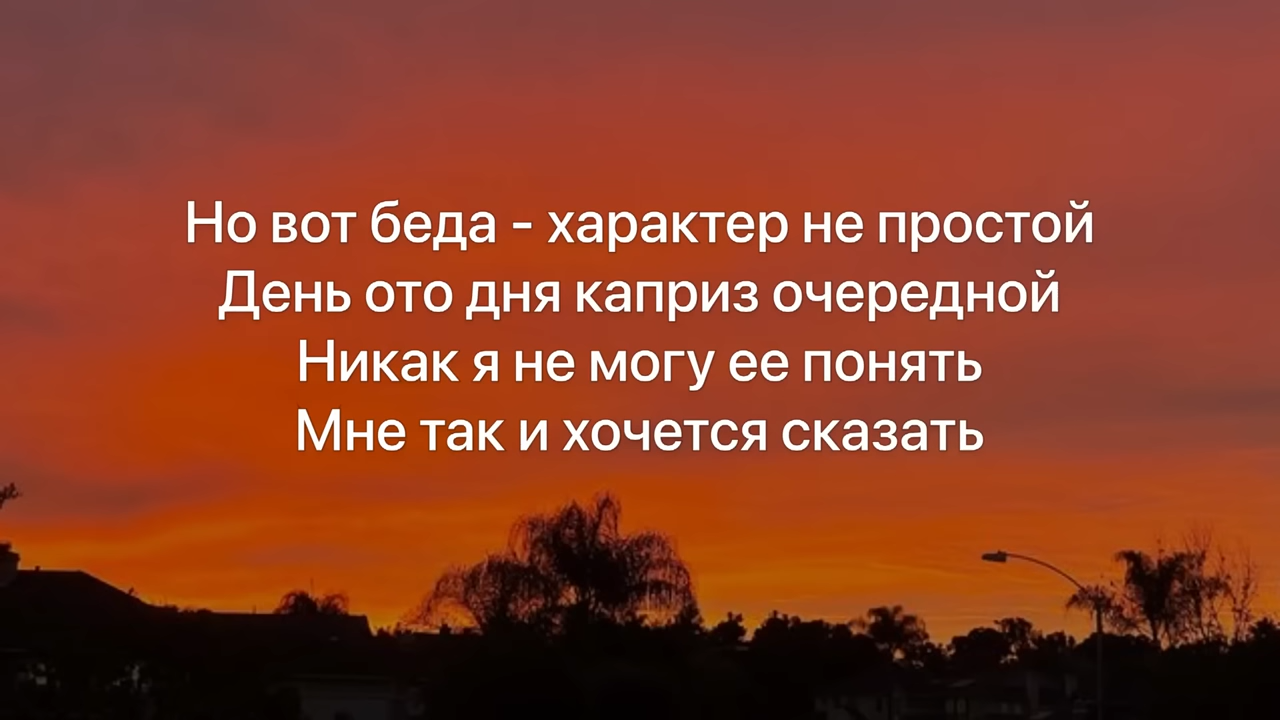 Но вот беда - характер не простой
День ото дня каприз очередной
Никак я не могу ее понять
Мне так и хочется сказать